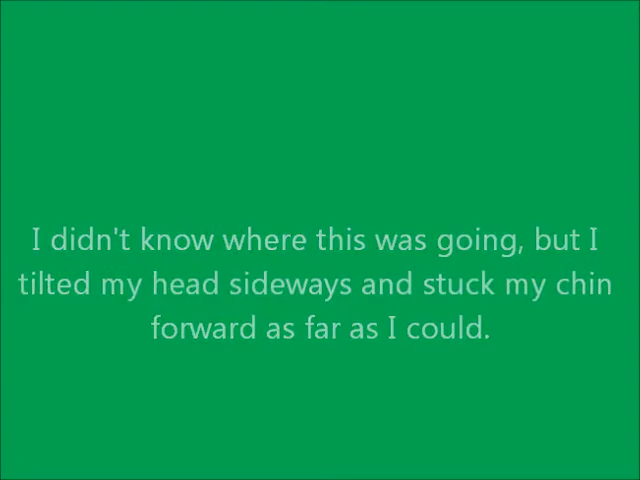 I didn't know where this was going, but I
tilted my head sideways and stuck my chin
forward as far as I could.